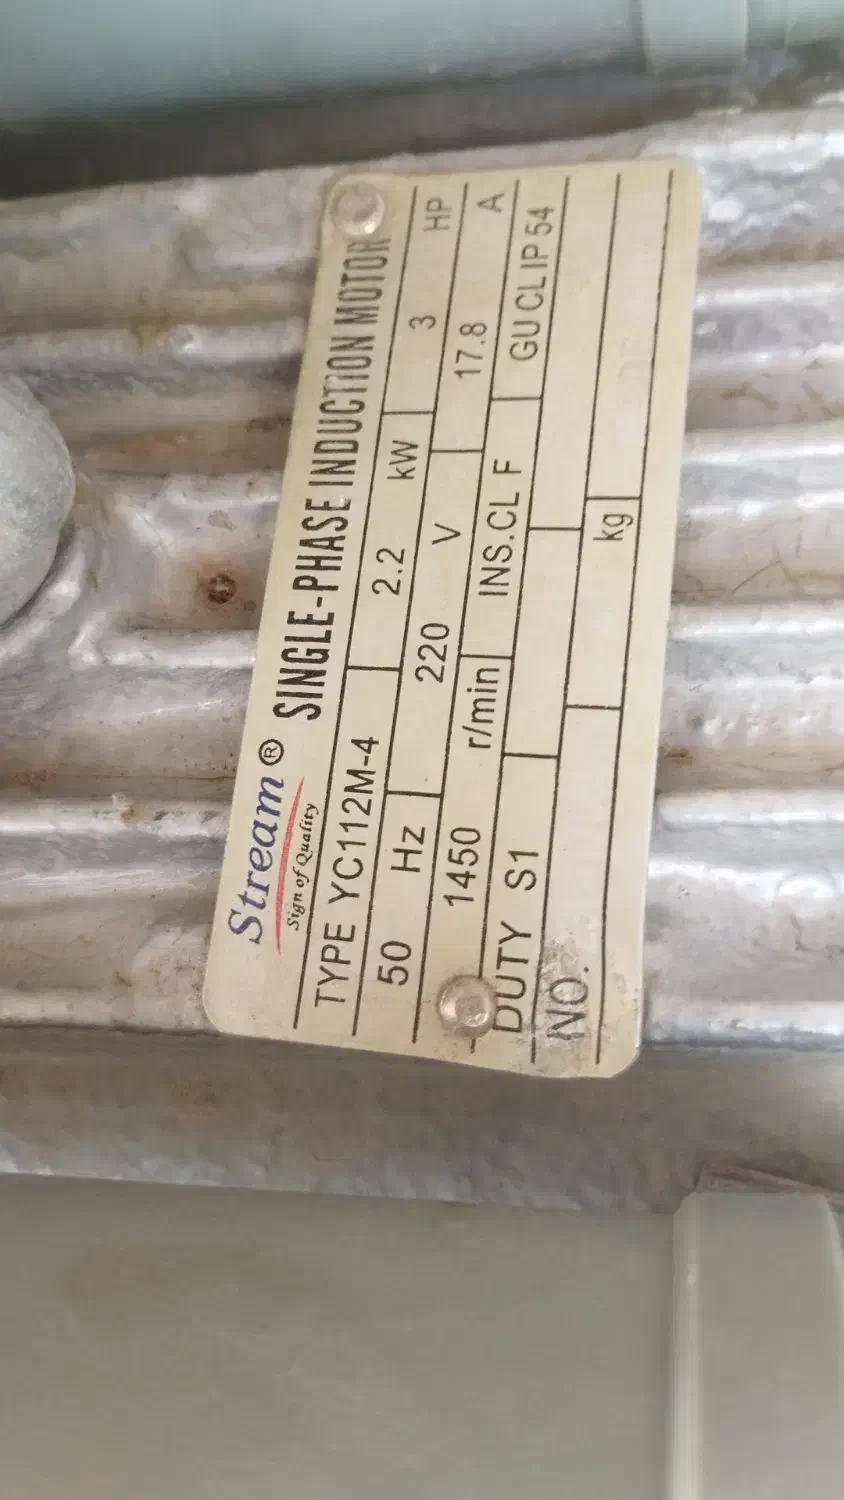 Stream® SINGLE-PHASE INDUCTION MOTOR
Sign of Quality
TYPE YC112M-4 2.2 kW 3 HP
50 Hz 220 V 17.8 A
1450 r/min INS.CL F GU CL IP 54
DUTY S1
NO. kg